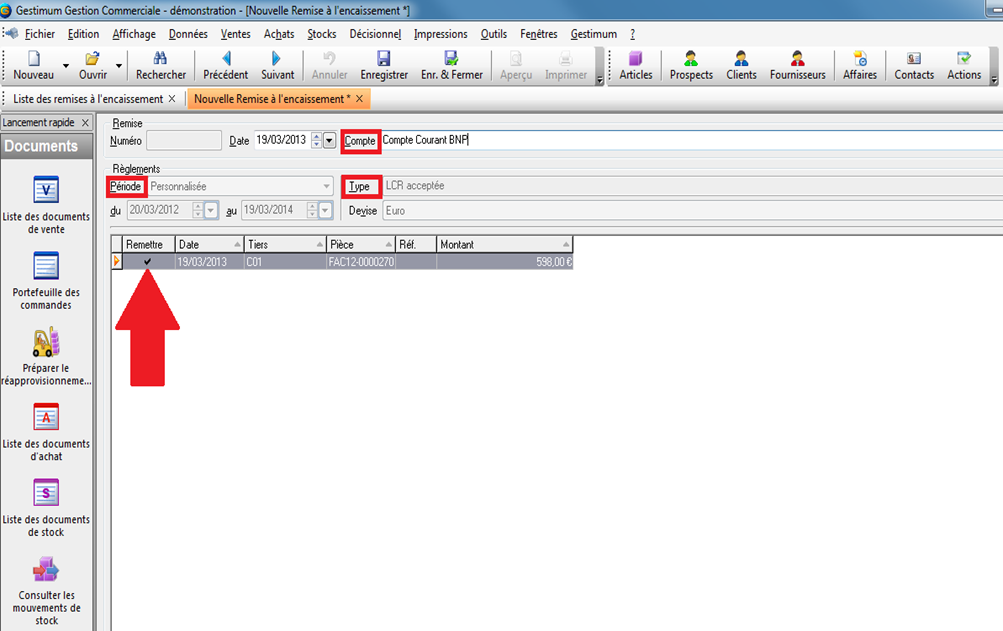 Gestimum Gestion Commerciale - démonstration - [Nouvelle Remise à l'encaissement *]
Fichier Edition Affichage Données Ventes Achats Stocks Décisionnel Impressions Outils Fenêtres Gestimum ?
Nouveau Ouvrir Rechercher Précédent Suivant Annuler Enregistrer Enr. & Fermer Aperçu Imprimer Articles Prospects Clients Fournisseurs Affaires Contacts Actions
Liste des remises à l'encaissement × Nouvelle Remise à l'encaissement * ×
Lancement rapide ×
Documents
Liste des documents
de vente
Portefeuille des
commandes
Préparer le
réapprovisionneme...
Liste des documents
d'achat
Liste des documents
de stock
Consulter les
mouvements de
stock
Remise
Numéro Date 19/03/2013 Compte Compte Courant BNP
Règlements
Période Personnalisée Type LCR acceptée
du 20/03/2012 au 19/03/2014 Devise Euro
Remettre Date Tiers Pièce Réf. Montant
19/03/2013 C01 FAC12-0000270 598,00 €